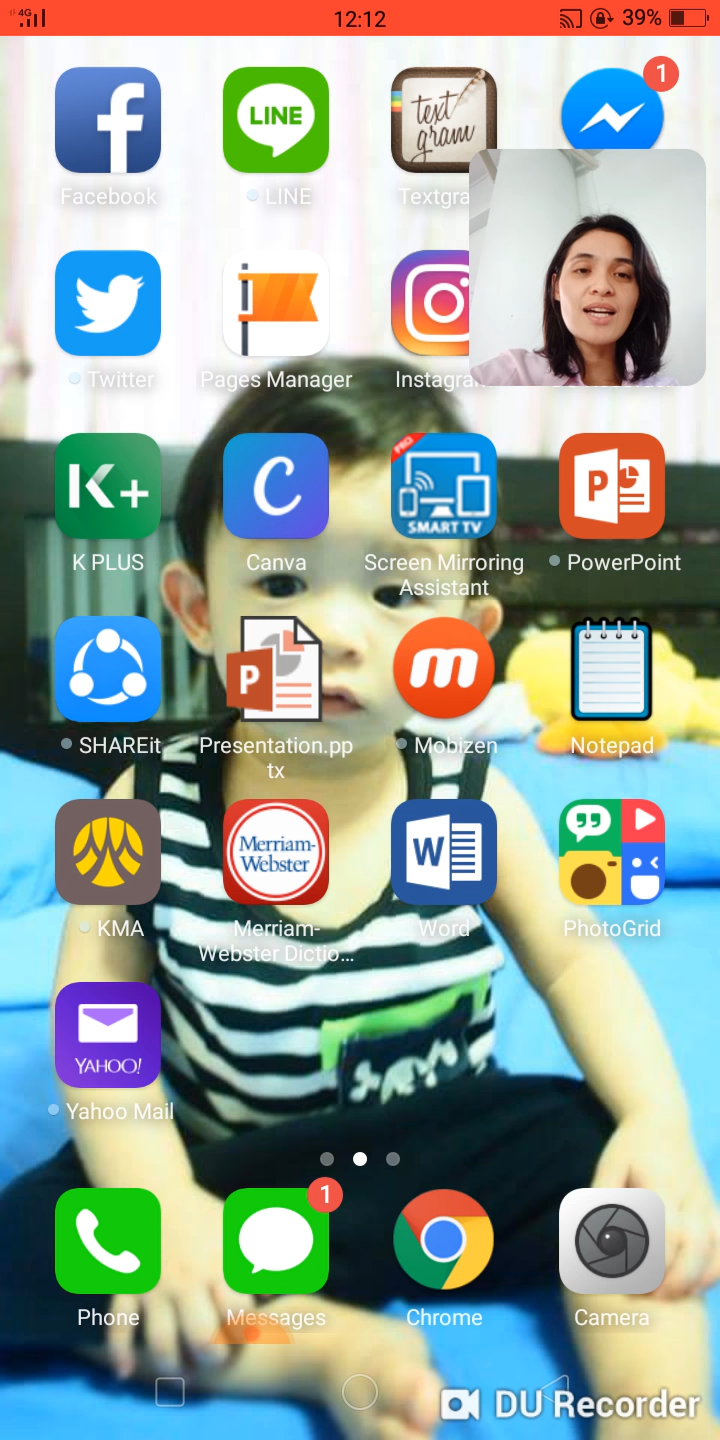 4G 12:12 39%
1
LINE
text
gram
Facebook
LINE
Textgra
Twitter
Pages Manager
Instagra
K+
C
PRO
SMART TV
P
K PLUS
Canva
Screen Mirroring
Assistant
PowerPoint
P
m
SHAREit
Presentation.pp
tx
Mobizen
Notepad
Merriam-
Webster
W
KMA
Merriam-
Webster Dictio...
Word
PhotoGrid
YAHOO!
Yahoo Mail
1
Phone
Messages
Chrome
Camera
DU Recorder